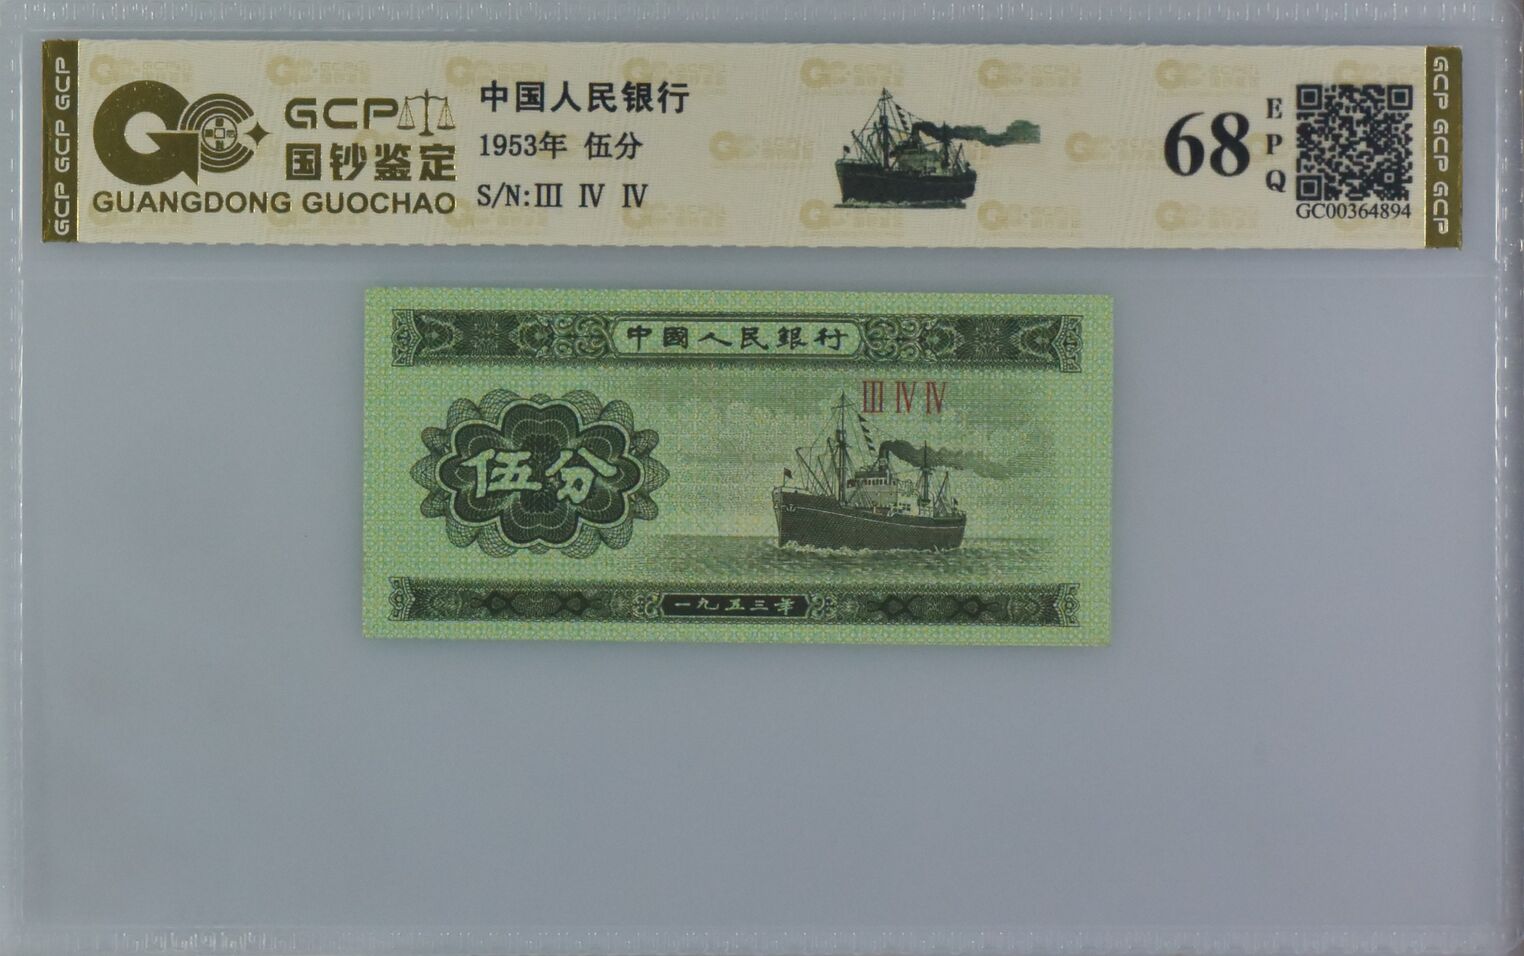 GCP GCP GCP
GCP
国钞鉴定
GUANGDONG GUOCHAO
中国人民银行
1953年 伍分
S/N:Ⅲ Ⅳ Ⅳ
68
EPQ
GC00364894
GCP GCP GCP
中國人民銀行
Ⅲ Ⅳ Ⅳ
伍分
一九五三年